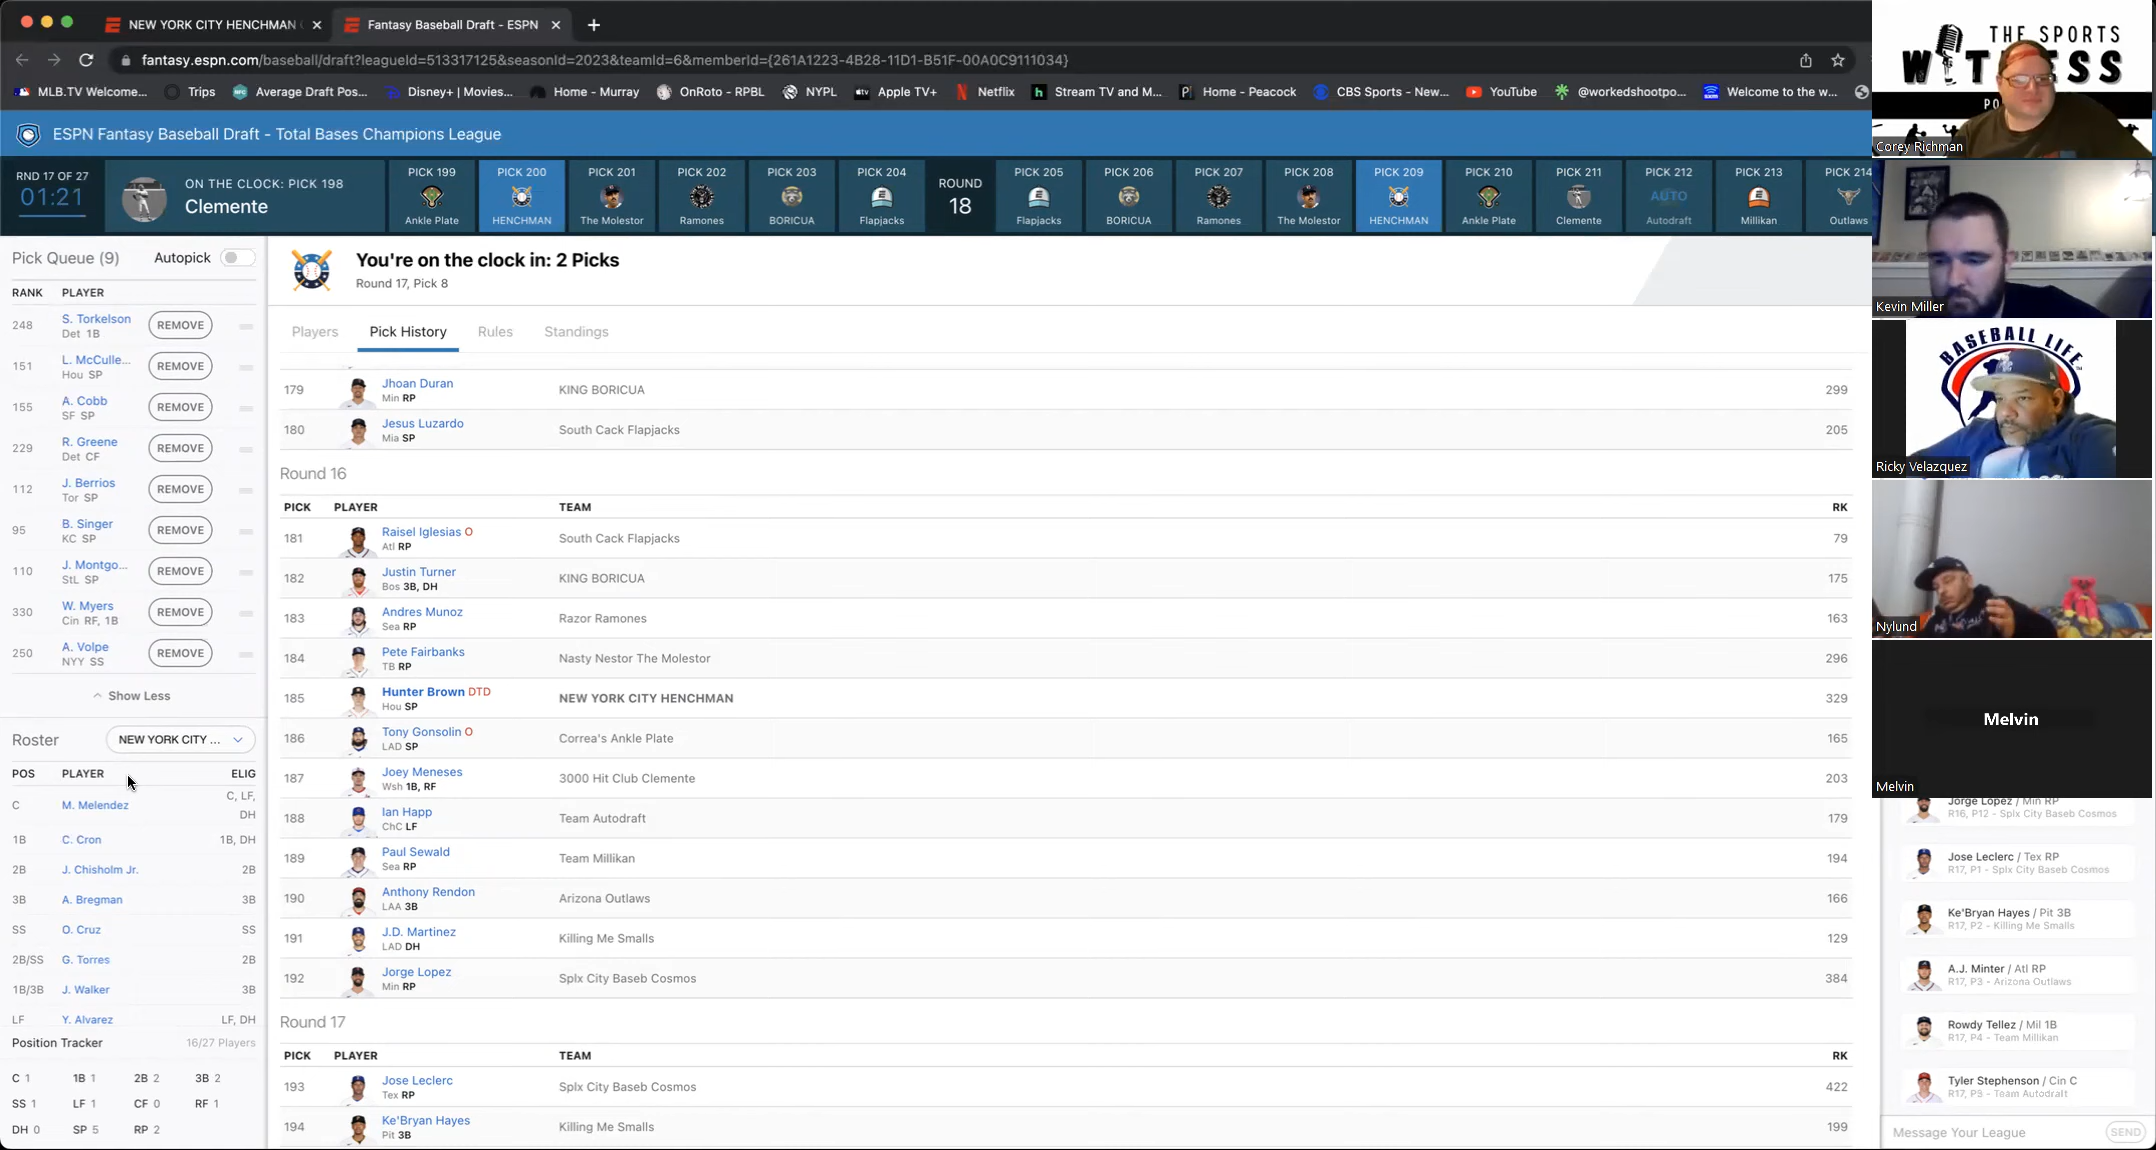 NEW YORK CITY HENCHMAN
Fantasy Baseball Draft - ESPN
fantasy.espn.com/baseball/draft?leagueId=513317125&seasonId=2023&teamId=6&memberId={261A1223-4B28-11D1-B51F-00A0C9111034}
MLB.TV Welcome...
Trips
Average Draft Pos...
Disney+ | Movies...
Home - Murray
OnRoto - RPBL
NYPL
Apple TV+
Netflix
Stream TV and M...
Home - Peacock
CBS Sports - New...
YouTube
@workedshootpo...
Welcome to the w...
ESPN Fantasy Baseball Draft - Total Bases Champions League
RND 17 OF 27
01:21
ON THE CLOCK: PICK 198
Clemente
PICK 199
Ankle Plate
PICK 200
HENCHMAN
PICK 201
The Molestor
PICK 202
Ramones
PICK 203
BORICUA
PICK 204
Flapjacks
ROUND
18
PICK 205
Flapjacks
PICK 206
BORICUA
PICK 207
Ramones
PICK 208
The Molestor
PICK 209
HENCHMAN
PICK 210
Ankle Plate
PICK 211
Clemente
PICK 212
AUTO
Autodraft
PICK 213
Millikan
PICK 214
Outlaws
Pick Queue (9)
Autopick
RANK PLAYER
248 S. Torkelson REMOVE
Det 1B
151 L. McCulle... REMOVE
Hou SP
155 A. Cobb REMOVE
SF SP
229 R. Greene REMOVE
Det CF
112 J. Berrios REMOVE
Tor SP
95 B. Singer REMOVE
KC SP
110 J. Montgo... REMOVE
StL SP
330 W. Myers REMOVE
Cin RF, 1B
250 A. Volpe REMOVE
NYY SS
Show Less
Roster NEW YORK CITY ...
POS PLAYER ELIG
C M. Melendez C, LF, DH
1B C. Cron 1B, DH
2B J. Chisholm Jr. 2B
3B A. Bregman 3B
SS O. Cruz SS
2B/SS G. Torres 2B
1B/3B J. Walker 3B
LF Y. Alvarez LF, DH
Position Tracker 16/27 Players
C 1 1B 1 2B 2 3B 2
SS 1 LF 1 CF 0 RF 1
DH 0 SP 5 RP 2
You're on the clock in: 2 Picks
Round 17, Pick 8
Players Pick History Rules Standings
179 Jhoan Duran KING BORICUA 299
Min RP
180 Jesus Luzardo South Cack Flapjacks 205
Mia SP
Round 16
PICK PLAYER TEAM RK
181 Raisel Iglesias O South Cack Flapjacks 79
Atl RP
182 Justin Turner KING BORICUA 175
Bos 3B, DH
183 Andres Munoz Razor Ramones 163
Sea RP
184 Pete Fairbanks Nasty Nestor The Molestor 296
TB RP
185 Hunter Brown DTD NEW YORK CITY HENCHMAN 329
Hou SP
186 Tony Gonsolin O Correa's Ankle Plate 165
LAD SP
187 Joey Meneses 3000 Hit Club Clemente 203
Wsh 1B, RF
188 Ian Happ Team Autodraft 179
ChC LF
189 Paul Sewald Team Millikan 194
Sea RP
190 Anthony Rendon Arizona Outlaws 166
LAA 3B
191 J.D. Martinez Killing Me Smalls 129
LAD DH
192 Jorge Lopez Splx City Baseb Cosmos 384
Min RP
Round 17
PICK PLAYER TEAM RK
193 Jose Leclerc Splx City Baseb Cosmos 422
Tex RP
194 Ke'Bryan Hayes Killing Me Smalls 199
Pit 3B
THE SPORTS
WITNESS
PO
Corey Richman
Kevin Miller
BASEBALL LIFE
Ricky Velazquez
Nylund
Melvin
Melvin
Jorge Lopez / Min RP
R16, P12 - Splx City Baseb Cosmos
Jose Leclerc / Tex RP
R17, P1 - Splx City Baseb Cosmos
Ke'Bryan Hayes / Pit 3B
R17, P2 - Killing Me Smalls
A.J. Minter / Atl RP
R17, P3 - Arizona Outlaws
Rowdy Tellez / Mil 1B
R17, P4 - Team Millikan
Tyler Stephenson / Cin C
R17, P5 - Team Autodraft
Message Your League SEND